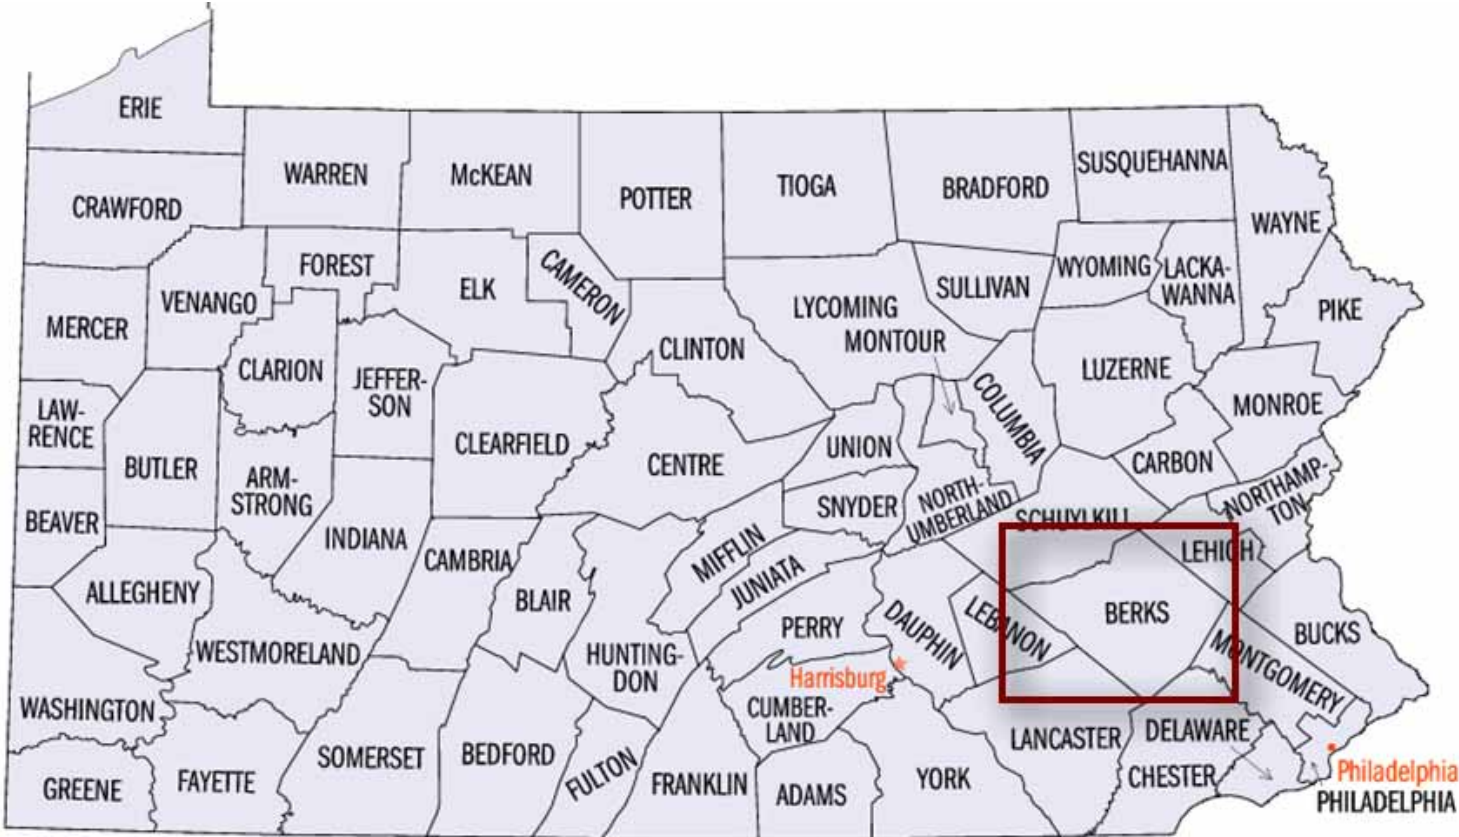 ERIE
WARREN
McKEAN
POTTER
TIOGA
BRADFORD
SUSQUEHANNA
WAYNE
CRAWFORD
FOREST
ELK
CAMERON
SULLIVAN
WYOMING
LACKA-
WANNA
PIKE
VENANGO
MERCER
LYCOMING
MONTOUR
CLINTON
CLARION
JEFFER-
SON
LUZERNE
COLUMBIA
MONROE
LAW-
RENCE
BUTLER
CLEARFIELD
CENTRE
UNION
CARBON
ARM-
STRONG
SNYDER
NORTH-
UMBERLAND
NORTHAMP-
TON
BEAVER
INDIANA
SCHUYLKILL
CAMBRIA
MIFFLIN
LEHIGH
ALLEGHENY
BLAIR
JUNIATA
BERKS
PERRY
DAUPHIN
LEBANON
BUCKS
WESTMORELAND
HUNTING-
DON
Harrisburg
MONTGOMERY
WASHINGTON
CUMBER-
LAND
SOMERSET
BEDFORD
LANCASTER
DELAWARE
GREENE
FAYETTE
FULTON
FRANKLIN
ADAMS
YORK
CHESTER
Philadelphia
PHILADELPHIA